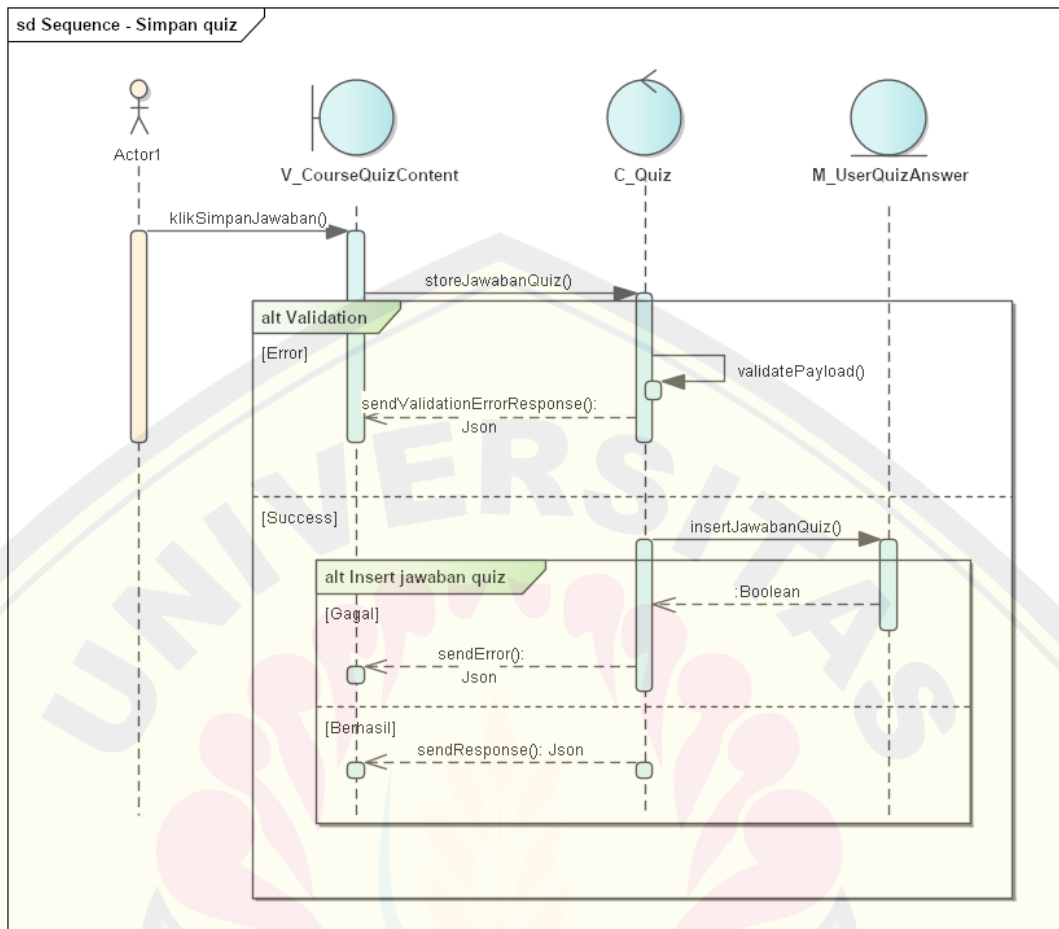 sd Sequence - Simpan quiz
Actor1
V_CourseQuizContent
C_Quiz
M_UserQuizAnswer
klikSimpanJawaban()
storeJawabanQuiz()
alt Validation
[Error]
validatePayload()
sendValidationErrorResponse():
Json
[Success]
insertJawabanQuiz()
alt Insert jawaban quiz
:Boolean
[Gagal]
sendError():
Json
[Berhasil]
sendResponse(): Json
UNIVERSITAS